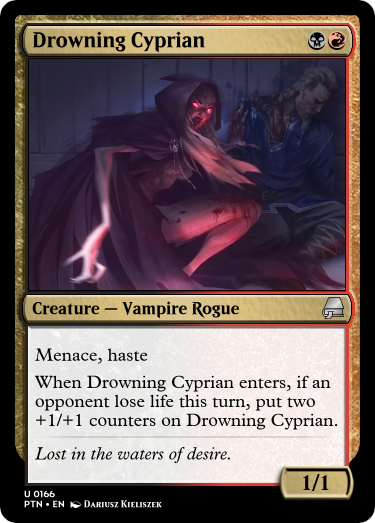 Drowning Cyprian
Creature — Vampire Rogue
Menace, haste
When Drowning Cyprian enters, if an
opponent lose life this turn, put two
+1/+1 counters on Drowning Cyprian.
Lost in the waters of desire.
1/1
U 0166
PTN • EN Dariusz Kieliszek